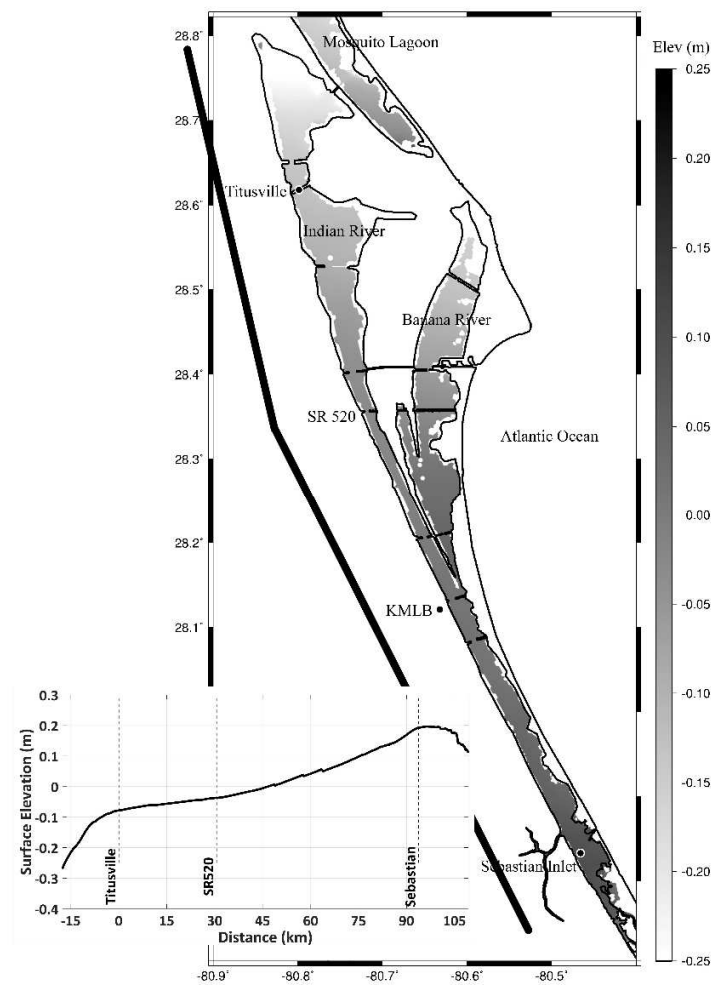 28.8˚
28.7˚
28.6˚
28.5˚
28.4˚
28.3˚
28.2˚
28.1˚
Mosquito Lagoon
Titusville
Indian River
Banana River
SR 520
Atlantic Ocean
KMLB
Sebastian Inlet
-80.9˚
-80.8˚
-80.7˚
-80.6˚
-80.5˚
Elev (m)
0.25
0.20
0.15
0.10
0.05
0.00
-0.05
-0.10
-0.15
-0.20
-0.25
Surface Elevation (m)
0.3
0.2
0.1
0
-0.1
-0.2
-0.3
-0.4
Titusville
SR520
Sebastian
-15 0 15 30 45 60 75 90 105
Distance (km)